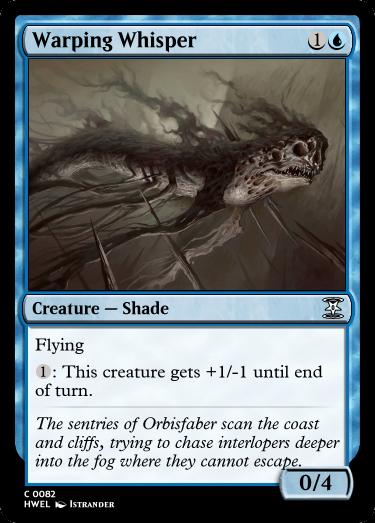 Warping Whisper 1
Creature — Shade
Flying
1: This creature gets +1/-1 until end
of turn.
The sentries of Orbisfaber scan the coast
and cliffs, trying to chase interlopers deeper
into the fog where they cannot escape.
0/4
C 0082
HWEL Istrander